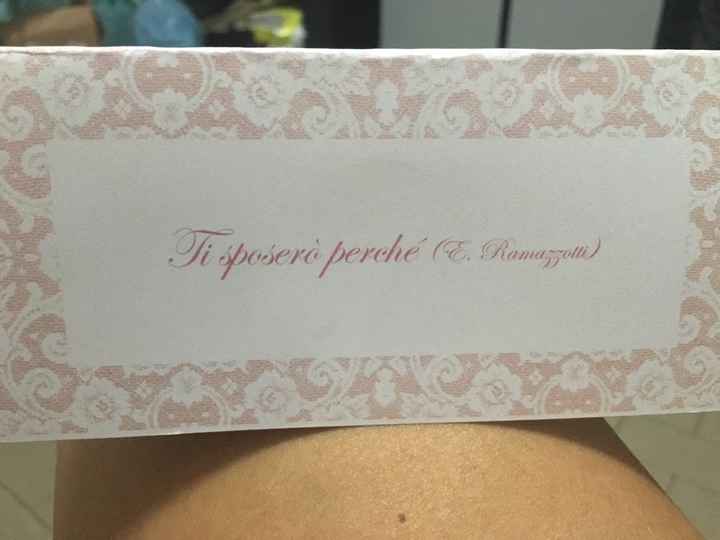 Ti sposerò perché (E. Ramazzotti)